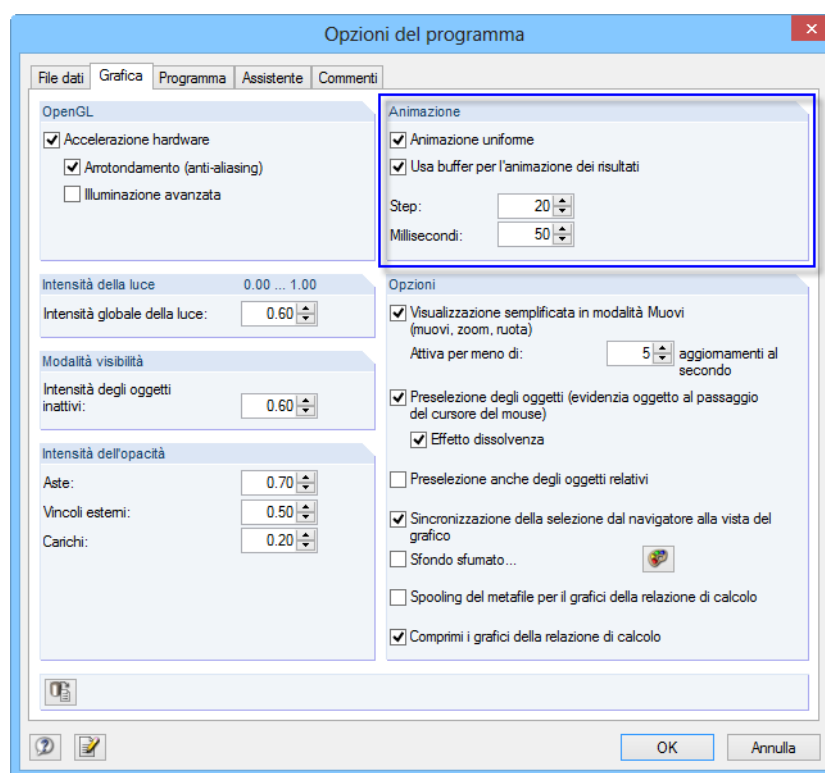 Opzioni del programma
File dati
Grafica
Programma
Assistente
Commenti
OpenGL
Accelerazione hardware
Arrotondamento (anti-aliasing)
Illuminazione avanzata
Animazione
Animazione uniforme
Usa buffer per l'animazione dei risultati
Step: 20
Millisecondi: 50
Intensità della luce 0.00 ... 1.00
Intensità globale della luce: 0.60
Modalità visibilità
Intensità degli oggetti
inattivi: 0.60
Intensità dell'opacità
Aste: 0.70
Vincoli esterni: 0.50
Carichi: 0.20
Opzioni
Visualizzazione semplificata in modalità Muovi
(muovi, zoom, ruota)
Attiva per meno di: 5 aggiornamenti al
secondo
Preselezione degli oggetti (evidenzia oggetto al passaggio
del cursore del mouse)
Effetto dissolvenza
Preselezione anche degli oggetti relativi
Sincronizzazione della selezione dal navigatore alla vista del
grafico
Sfondo sfumato...
Spooling del metafile per il grafici della relazione di calcolo
Comprimi i grafici della relazione di calcolo
OK
Annulla